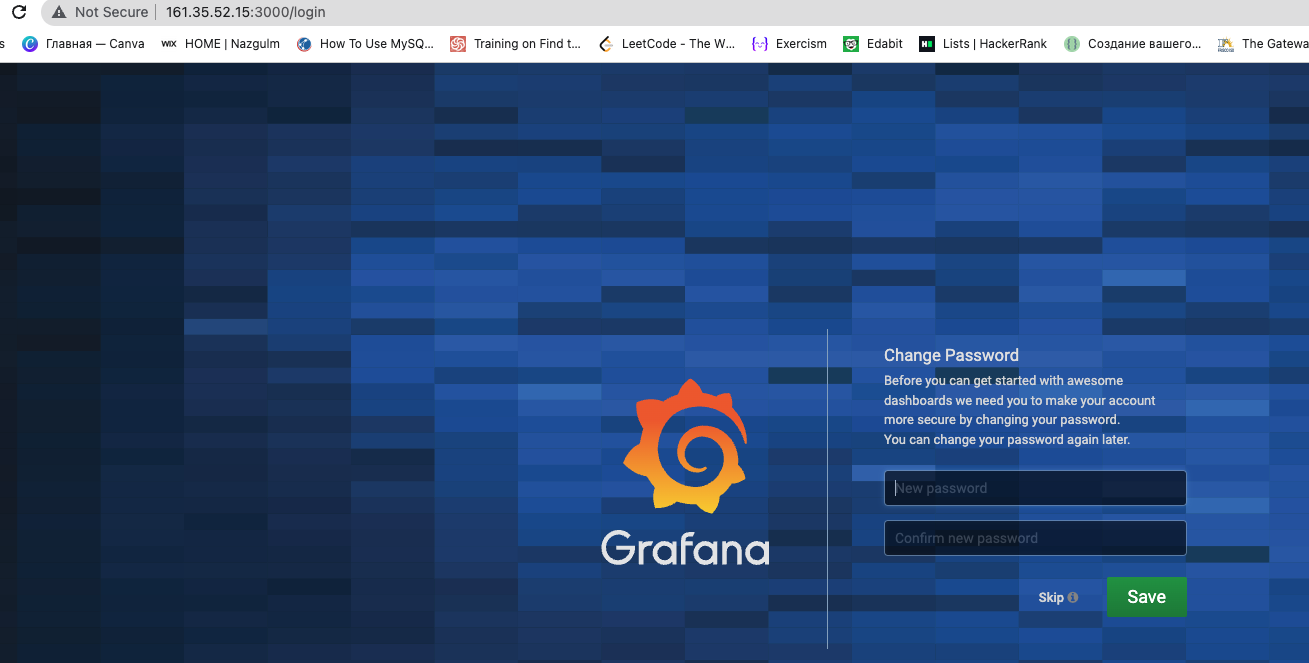 Not Secure 161.35.52.15:3000/login
s Главная — Canva WIX HOME | Nazgulm How To Use MySQ... Training on Find t... LeetCode - The W... Exercism Edabit Lists | HackerRank Создание вашего... The Gatewa
Change Password
Before you can get started with awesome
dashboards we need you to make your account
more secure by changing your password.
You can change your password again later.
New password
Grafana
Confirm new password
Skip Save